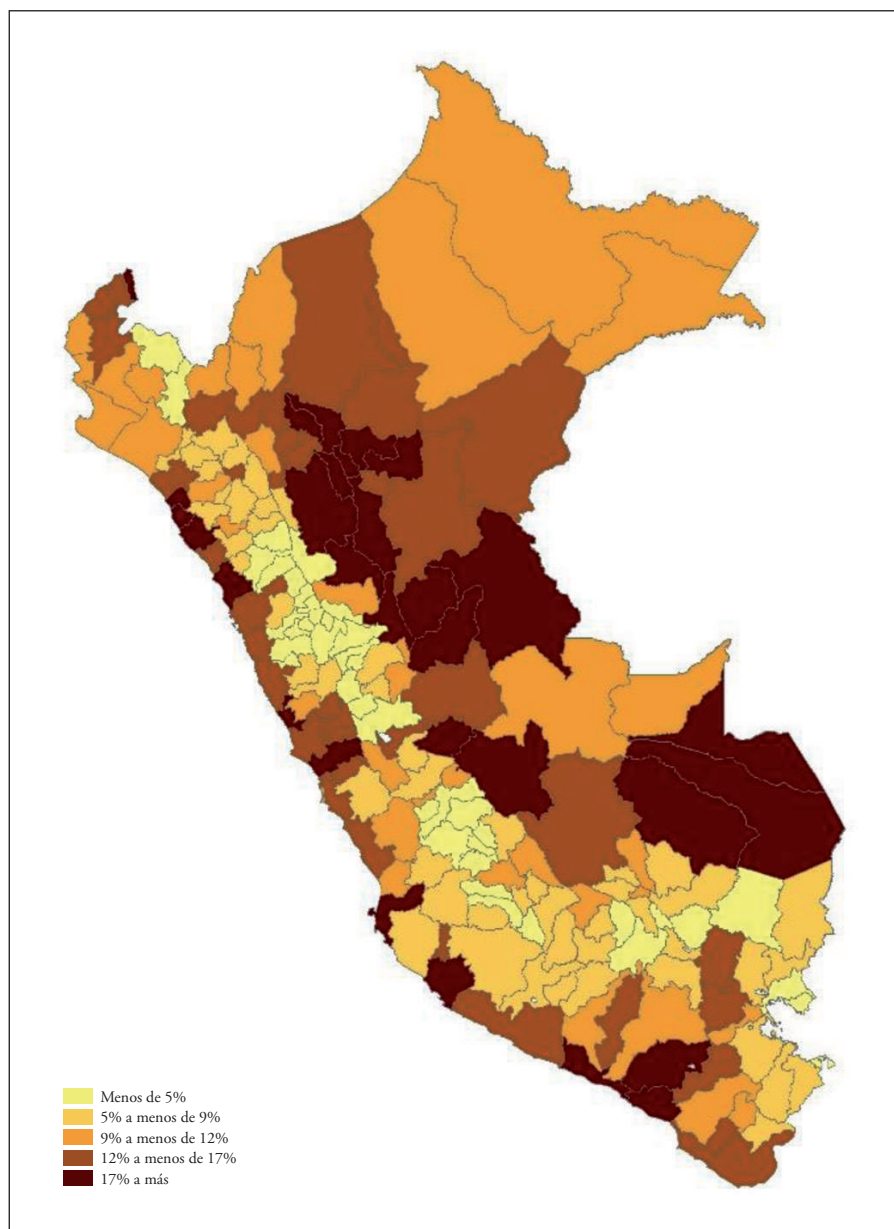 Menos de 5%
5% a menos de 9%
9% a menos de 12%
12% a menos de 17%
17% a más